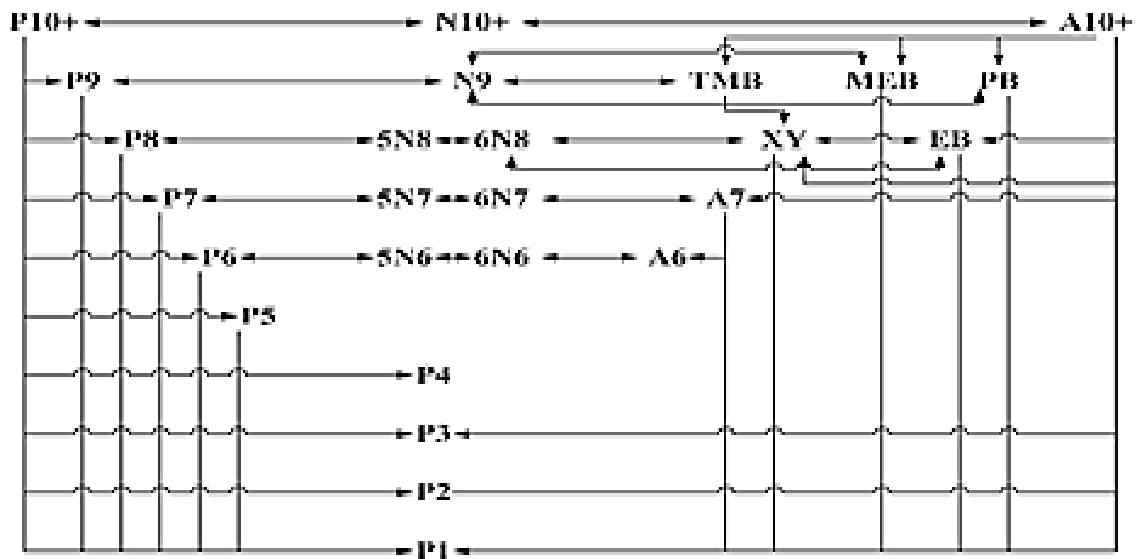 P10+ N10+ A10+
P9 N9 TMB MEB PB
P8 5N8 6N8 XY EB
P7 5N7 6N7 A7
P6 5N6 6N6 A6
P5
P4
P3
P2
P1